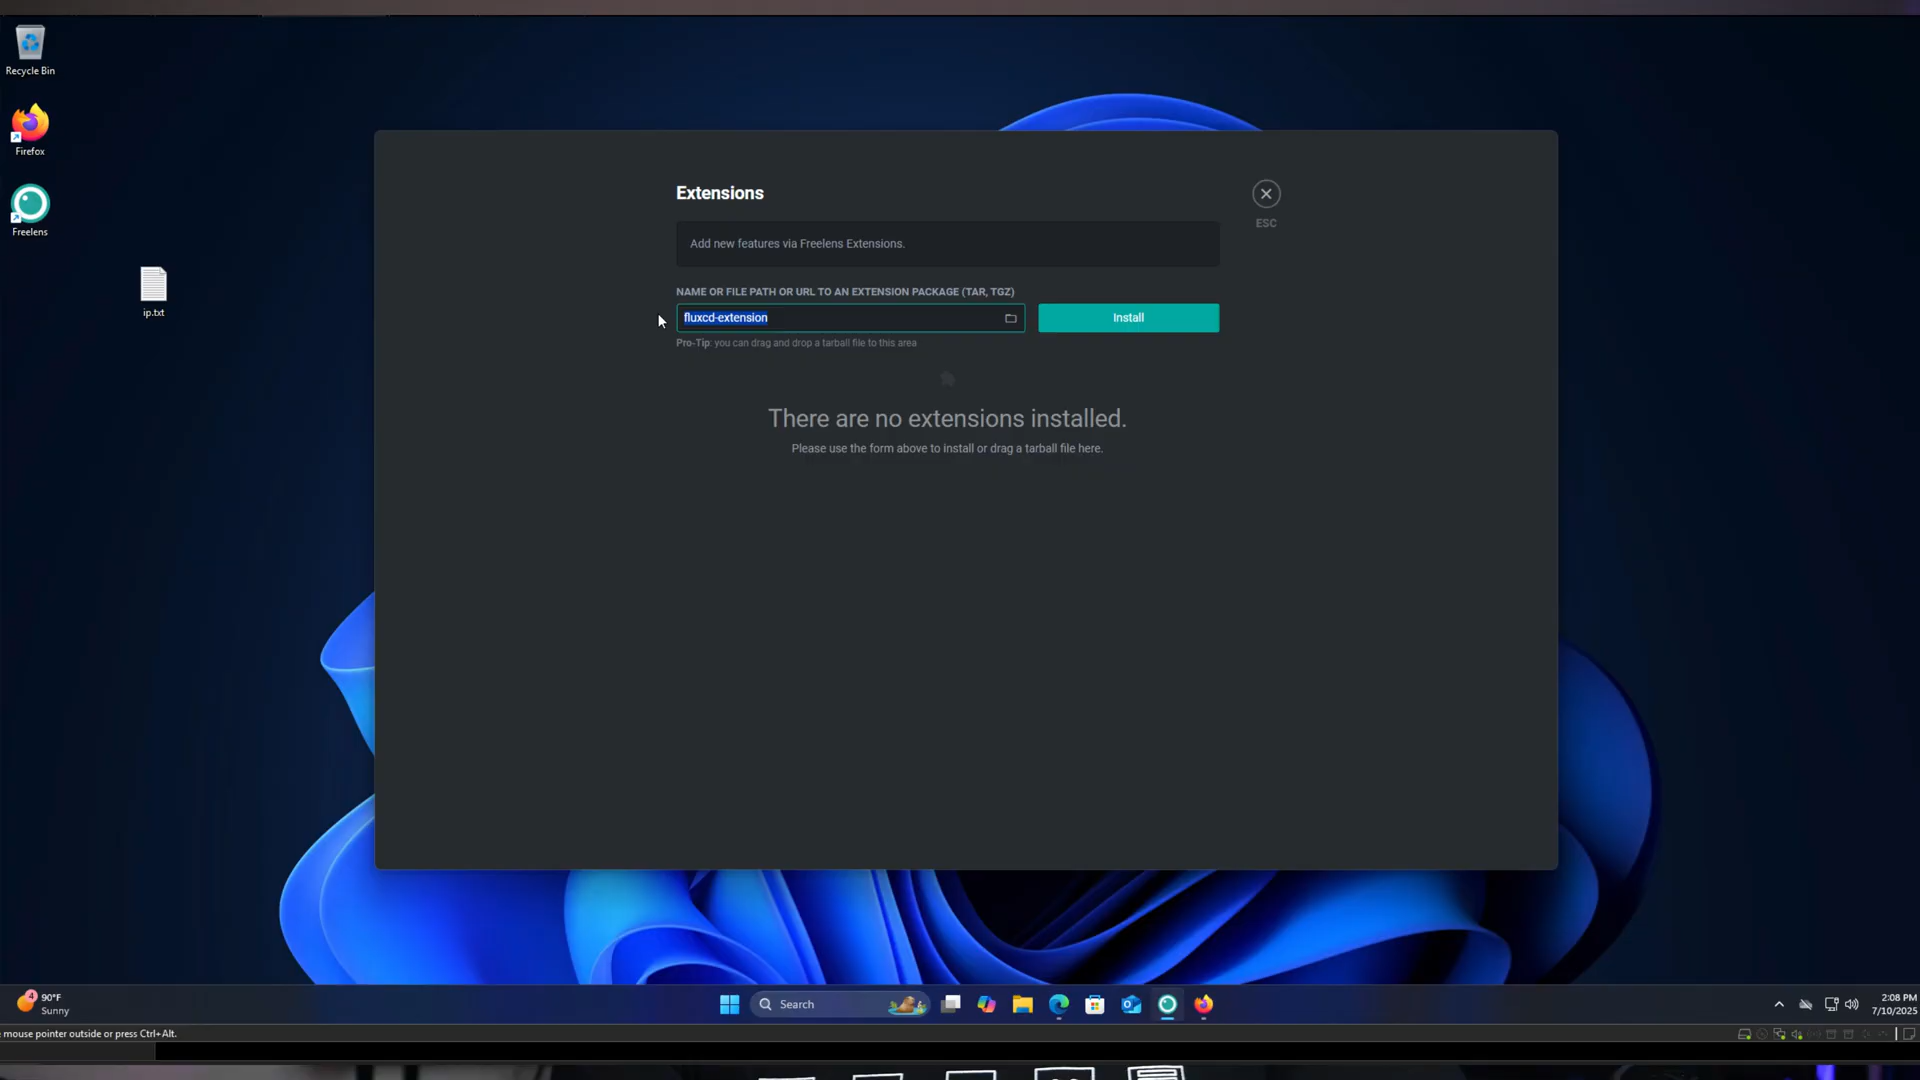 Recycle Bin
Firefox
Freelens
ip.txt
Extensions
ESC
Add new features via Freelens Extensions.
NAME OR FILE PATH OR URL TO AN EXTENSION PACKAGE (TAR, TGZ)
fluxcd-extension
Install
Pro-Tip: you can drag and drop a tarball file to this area
There are no extensions installed.
Please use the form above to install or drag a tarball file here.
4
90°F
Sunny
Search
2:08 PM
7/10/2025
mouse pointer outside or press Ctrl+Alt.